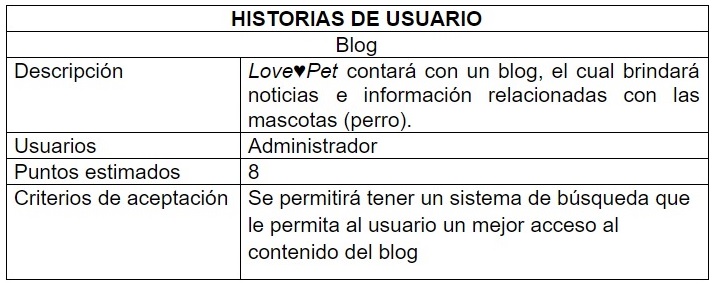 HISTORIAS DE USUARIO
Blog
Descripción
Love♥Pet contará con un blog, el cual brindará
noticias e información relacionadas con las
mascotas (perro).
Usuarios
Administrador
Puntos estimados
8
Criterios de aceptación
Se permitirá tener un sistema de búsqueda que
le permita al usuario un mejor acceso al
contenido del blog